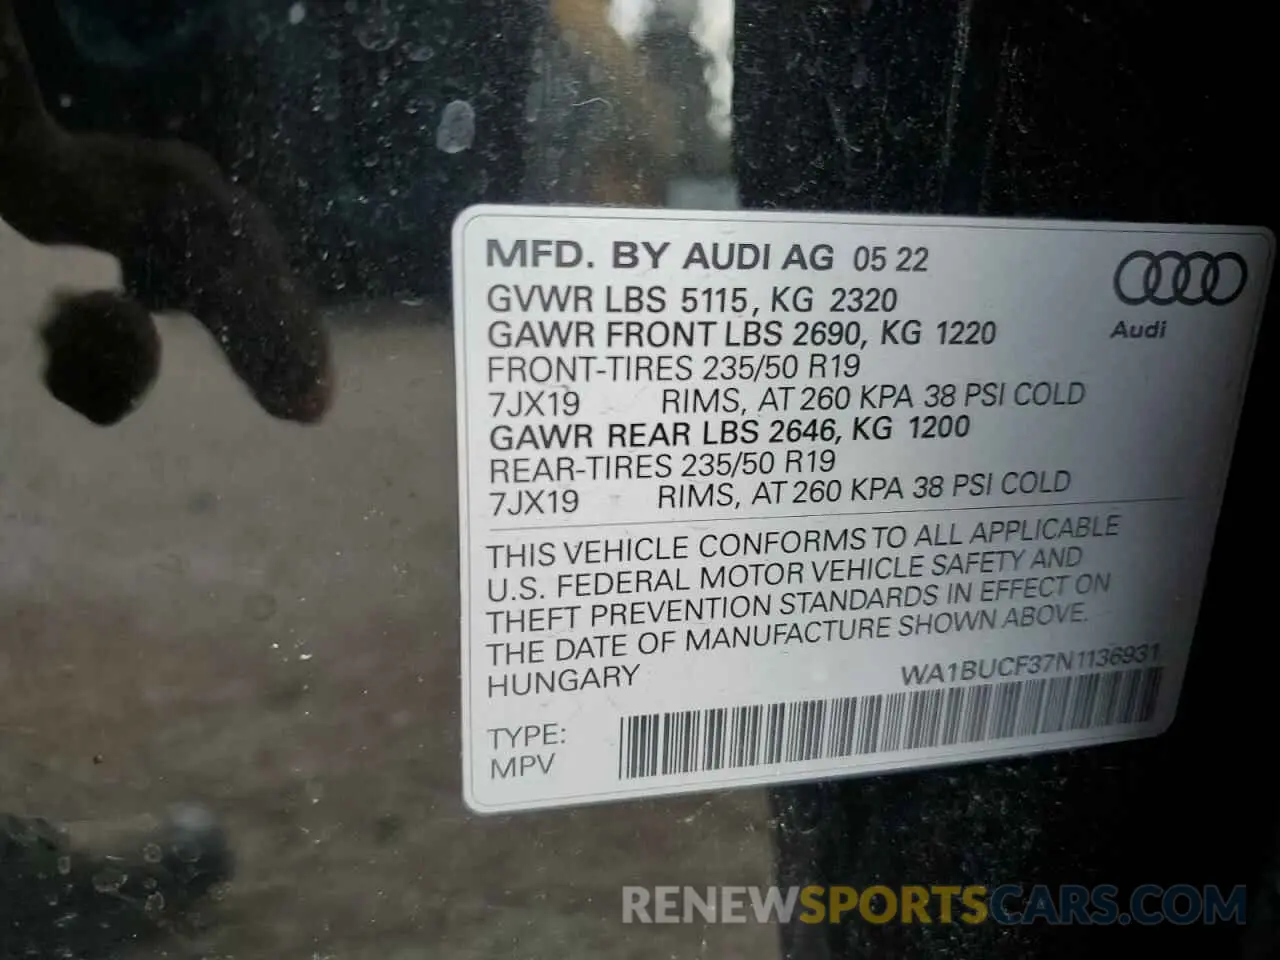 MFD. BY AUDI AG 05 22
GVWR LBS 5115, KG 2320
GAWR FRONT LBS 2690, KG 1220
Audi
FRONT-TIRES 235/50 R19
7JX19 RIMS, AT 260 KPA 38 PSI COLD
GAWR REAR LBS 2646, KG 1200
REAR-TIRES 235/50 R19
7JX19 RIMS, AT 260 KPA 38 PSI COLD
THIS VEHICLE CONFORMS TO ALL APPLICABLE
U.S. FEDERAL MOTOR VEHICLE SAFETY AND
THEFT PREVENTION STANDARDS IN EFFECT ON
THE DATE OF MANUFACTURE SHOWN ABOVE.
HUNGARY WA1BUCF37N1136931
TYPE:
MPV
RENEWSPORTSCARS.COM